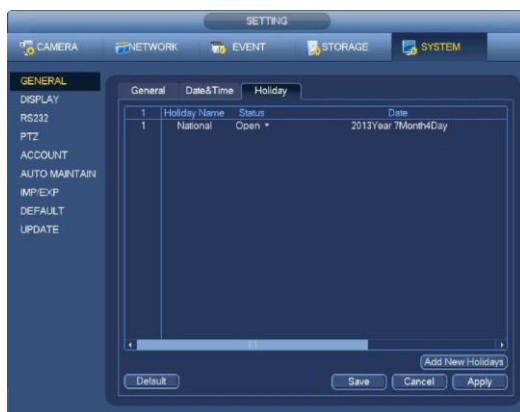 SETTING
CAMERA NETWORK EVENT STORAGE SYSTEM
GENERAL
DISPLAY
RS232
PTZ
ACCOUNT
AUTO MAINTAIN
IMP/EXP
DEFAULT
UPDATE
General Date&Time Holiday
1 Holiday Name Status Date
1 National Open 2013Year 7Month4Day
Add New Holidays
Default Save Cancel Apply